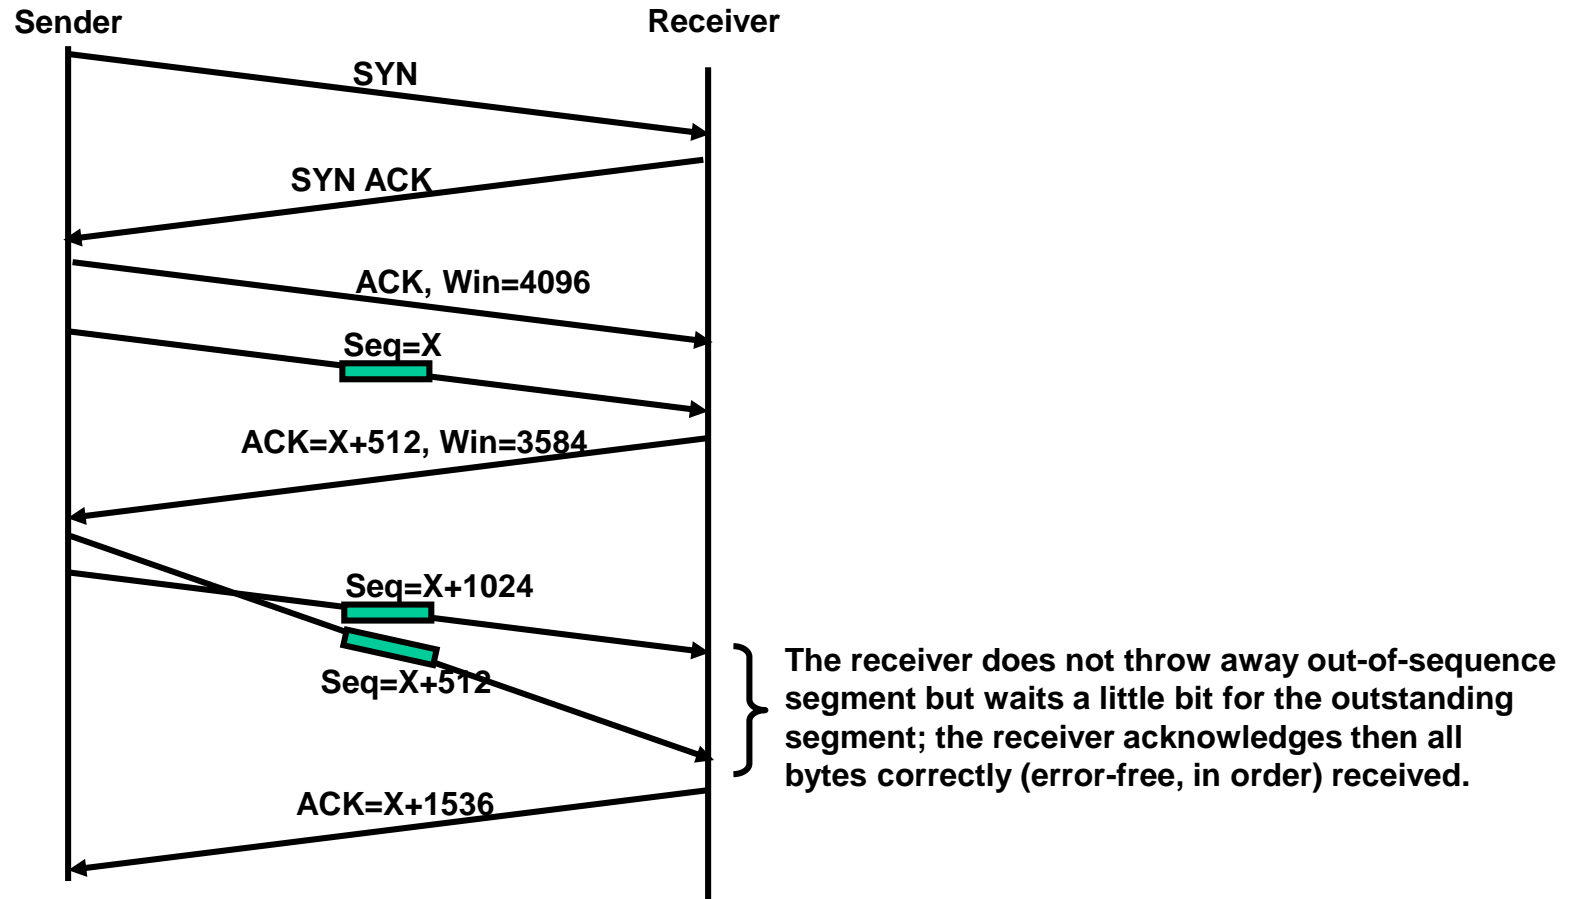 Sender
Receiver
SYN
SYN ACK
ACK, Win=4096
Seq=X
ACK=X+512, Win=3584
Seq=X+1024
Seq=X+512
The receiver does not throw away out-of-sequence
segment but waits a little bit for the outstanding
segment; the receiver acknowledges then all
bytes correctly (error-free, in order) received.
ACK=X+1536